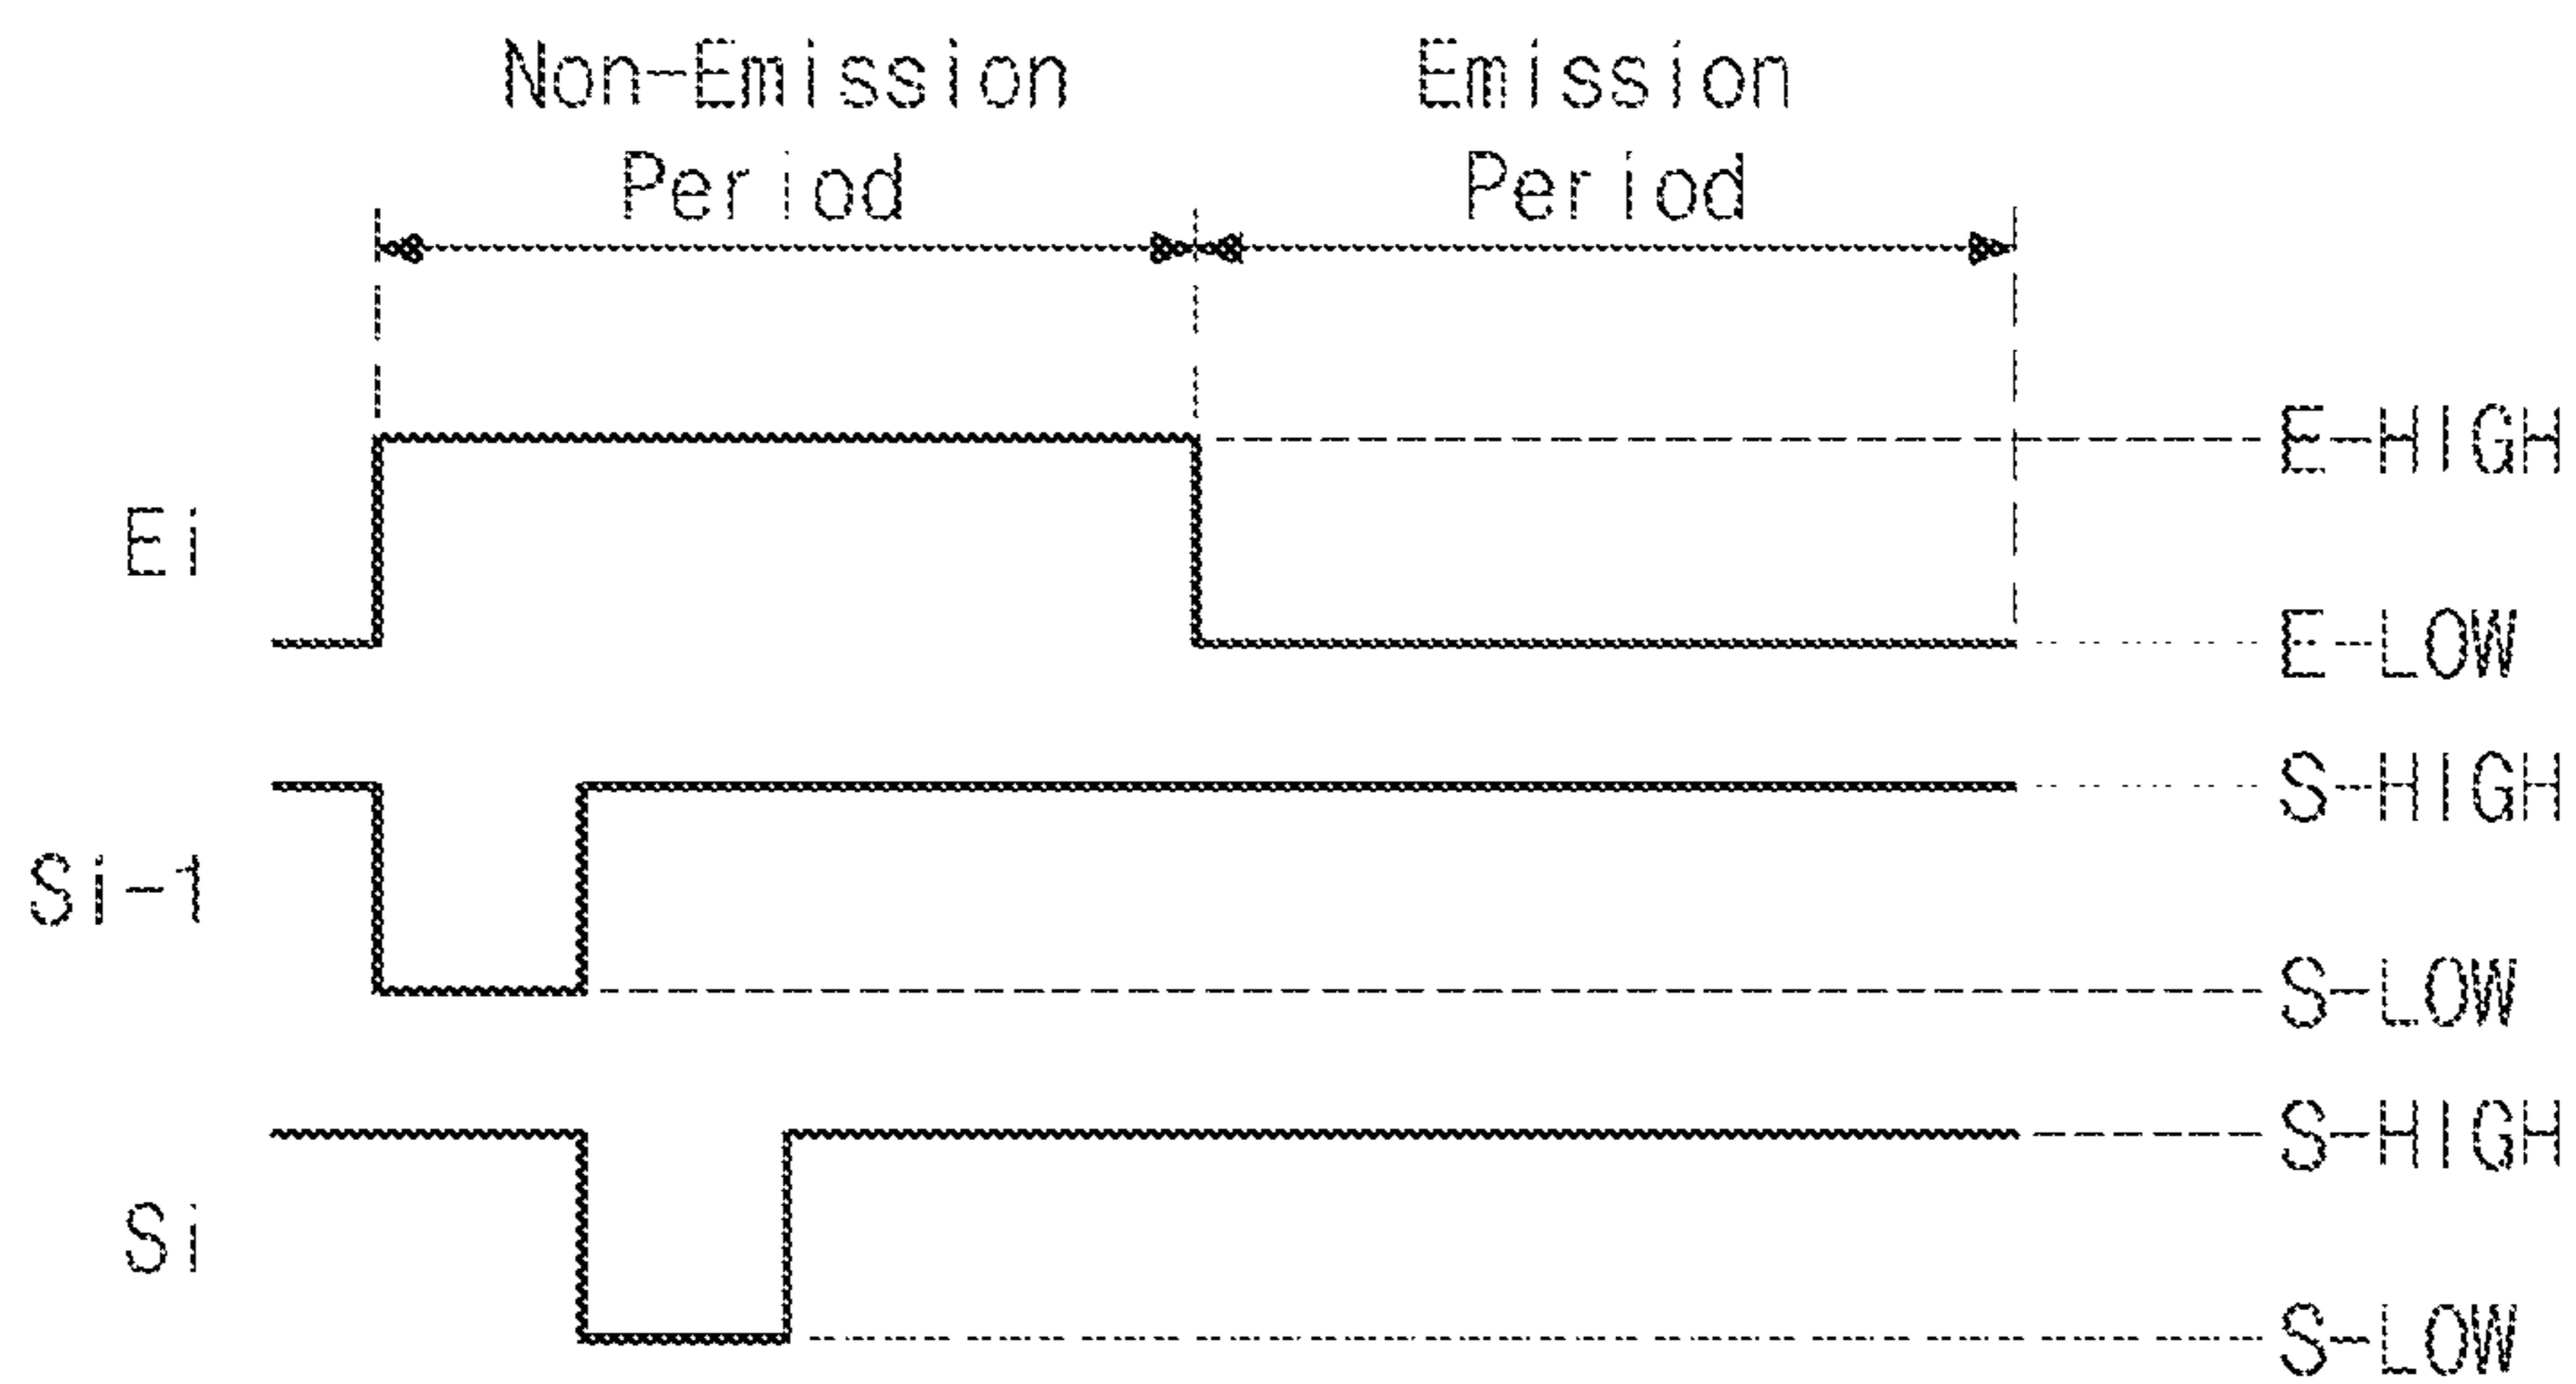 Non-Emission
Period
Emission
Period
Ei
E-HIGH
E-LOW
Si-1
S-HIGH
S-LOW
Si
S-HIGH
S-LOW